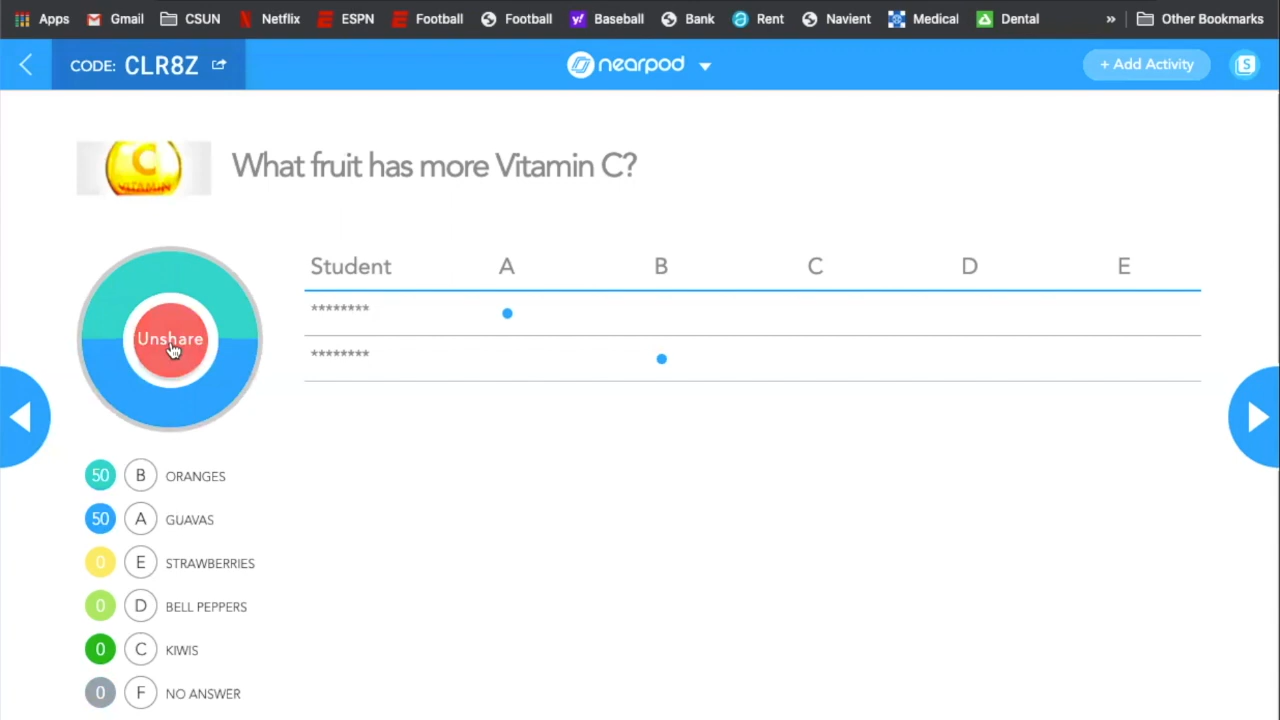 Apps Gmail CSUN Netflix ESPN Football Football Baseball Bank Rent Navient Medical Dental » Other Bookmarks
CODE: CLR8Z nearpod + Add Activity S
C
VITAMIN
What fruit has more Vitamin C?
Student A B C D E
********
********
Unshare
50 B ORANGES
50 A GUAVAS
0 E STRAWBERRIES
0 D BELL PEPPERS
0 C KIWIS
0 F NO ANSWER